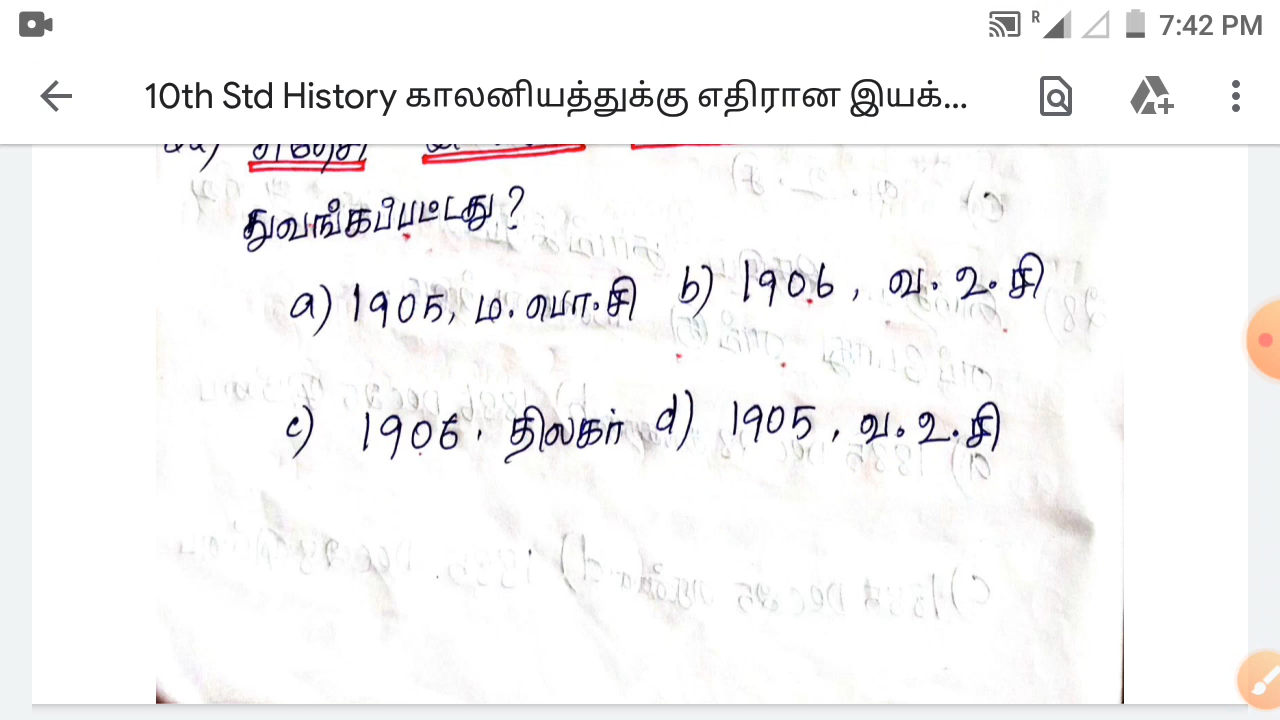 7:42 PM
10th Std History காலனியத்துக்கு எதிரான இயக்...
துவங்கப்பட்டது?
a) 1905, ம.பொ.சி b) 1906, வ.உ.சி
c) 1906. திலகர் d) 1905, வ.உ.சி